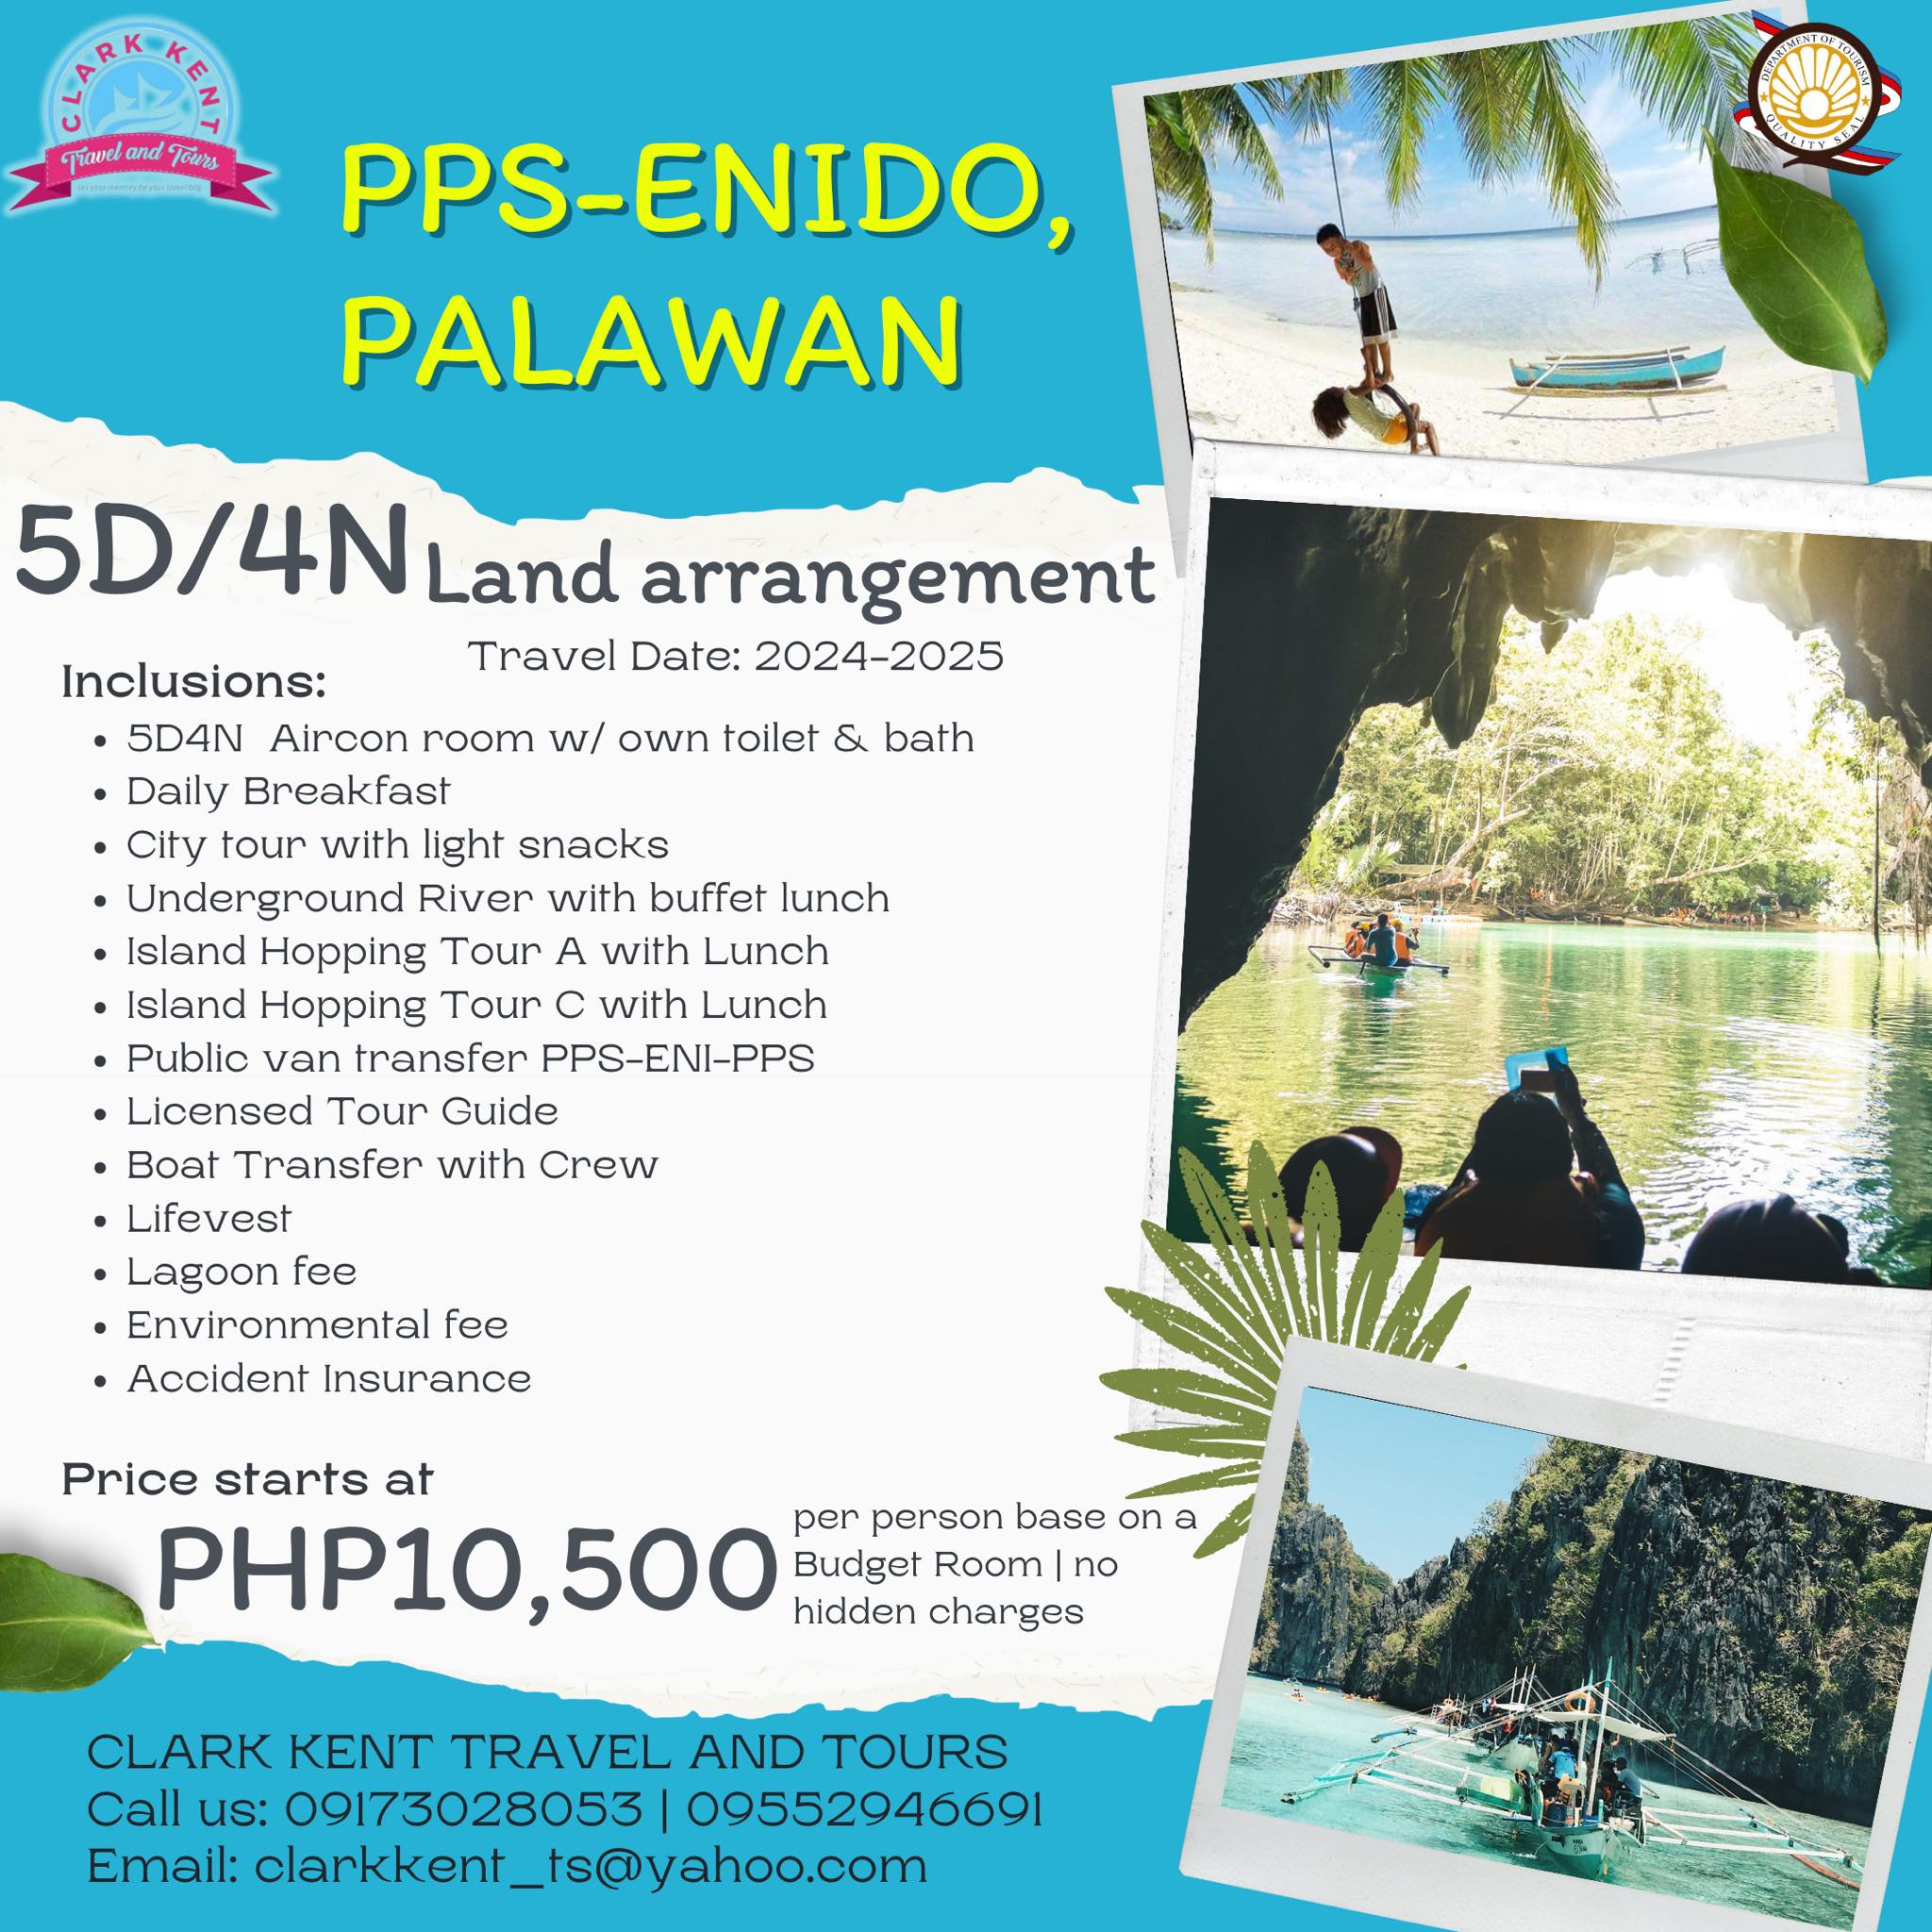 CLARK KENT
Travel and Tours
DEPARTMENT OF TOURISM
QUALITY SEAL
PPS-ENIDO,
PALAWAN
5D/4N Land arrangement
Travel Date: 2024-2025
Inclusions:
• 5D4N Aircon room w/ own toilet & bath
• Daily Breakfast
• City tour with light snacks
• Underground River with buffet lunch
• Island Hopping Tour A with Lunch
• Island Hopping Tour C with Lunch
• Public van transfer PPS-ENI-PPS
• Licensed Tour Guide
• Boat Transfer with Crew
• Lifevest
• Lagoon fee
• Environmental fee
• Accident Insurance
Price starts at
PHP10,500
per person base on a
Budget Room | no
hidden charges
CLARK KENT TRAVEL AND TOURS
Call us: 09173028053 | 09552946691
Email: clarkkent_ts@yahoo.com